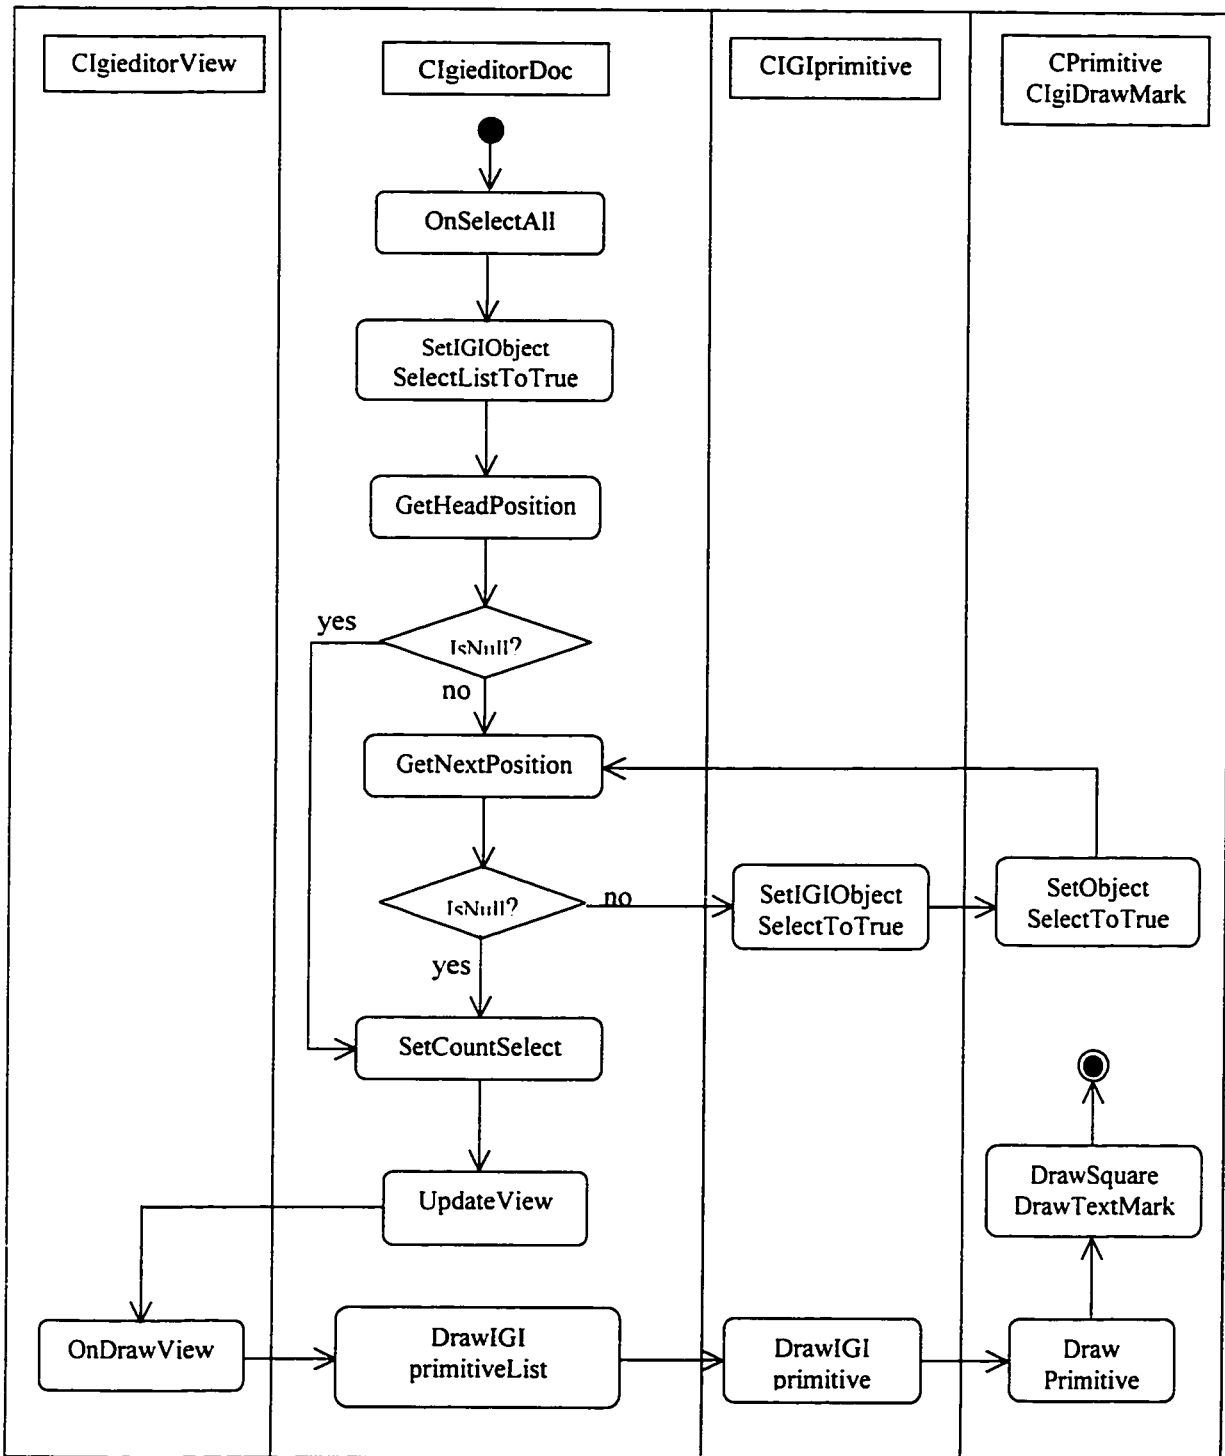 CIgieditorView
CIgieditorDoc
CIGIprimitive
CPrimitive
CIgiDrawMark
OnSelectAll
SetIGIObject
SelectListToTrue
GetHeadPosition
yes
IsNull?
no
GetNextPosition
IsNull?
no
SetIGIObject
SelectToTrue
SetObject
SelectToTrue
yes
SetCountSelect
UpdateView
DrawSquare
DrawTextMark
OnDrawView
DrawIGI
primitiveList
DrawIGI
primitive
Draw
Primitive